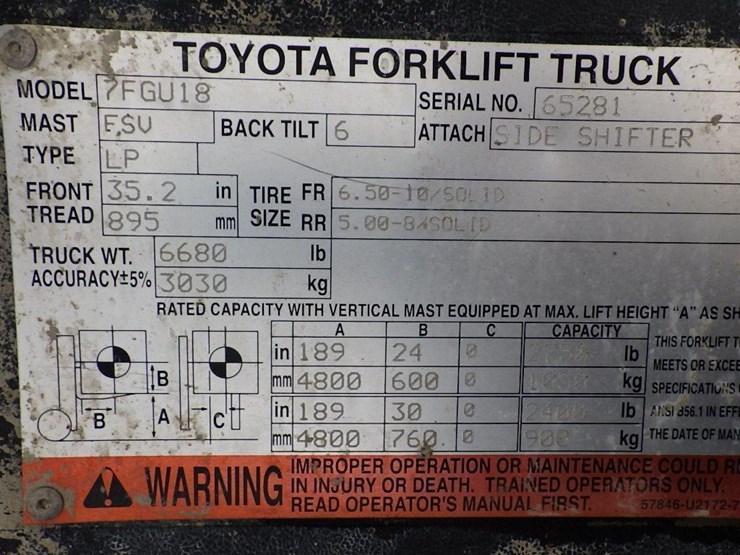 TOYOTA FORKLIFT TRUCK
MODEL 7FGU18 SERIAL NO. 65281
MAST FSV BACK TILT 6 ATTACH SIDE SHIFTER
TYPE LP
FRONT TREAD 35.2 in TIRE SIZE FR 6.50-10/SOLID
895 mm RR 5.00-8/SOLID
TRUCK WT. 6680 lb
ACCURACY±5% 3030 kg
RATED CAPACITY WITH VERTICAL MAST EQUIPPED AT MAX. LIFT HEIGHT "A" AS SH
A B C CAPACITY
in 189 24 0 lb
mm 4800 600 0 kg
in 189 30 0 lb
mm 4800 760 0 900 kg
B B A C
THIS FORKLIFT T
MEETS OR EXCEE
SPECIFICATIONS
ANSI B56.1 IN EFF
THE DATE OF MAN
WARNING
IMPROPER OPERATION OR MAINTENANCE COULD R
IN INJURY OR DEATH. TRAINED OPERATORS ONLY.
READ OPERATOR'S MANUAL FIRST. 57846-U2172-7